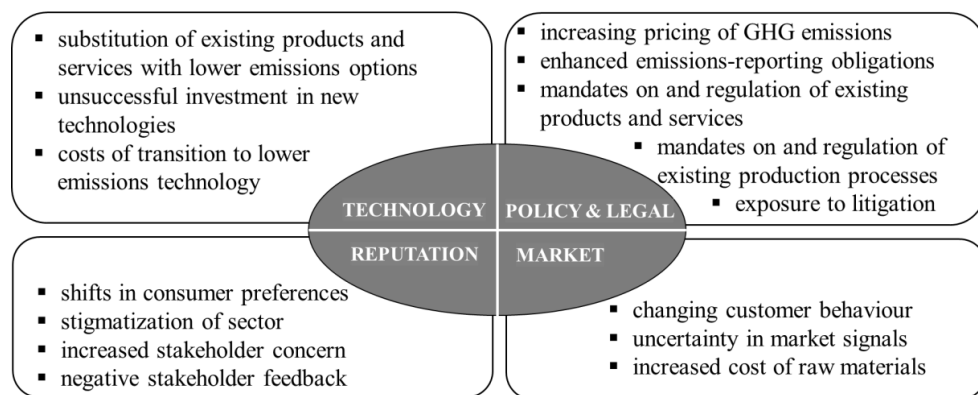 ▪ substitution of existing products and
services with lower emissions options
▪ unsuccessful investment in new
technologies
▪ costs of transition to lower
emissions technology
▪ increasing pricing of GHG emissions
▪ enhanced emissions-reporting obligations
▪ mandates on and regulation of existing
products and services
▪ mandates on and regulation of
existing production processes
▪ exposure to litigation
TECHNOLOGY
POLICY & LEGAL
REPUTATION
MARKET
▪ shifts in consumer preferences
▪ stigmatization of sector
▪ increased stakeholder concern
▪ negative stakeholder feedback
▪ changing customer behaviour
▪ uncertainty in market signals
▪ increased cost of raw materials